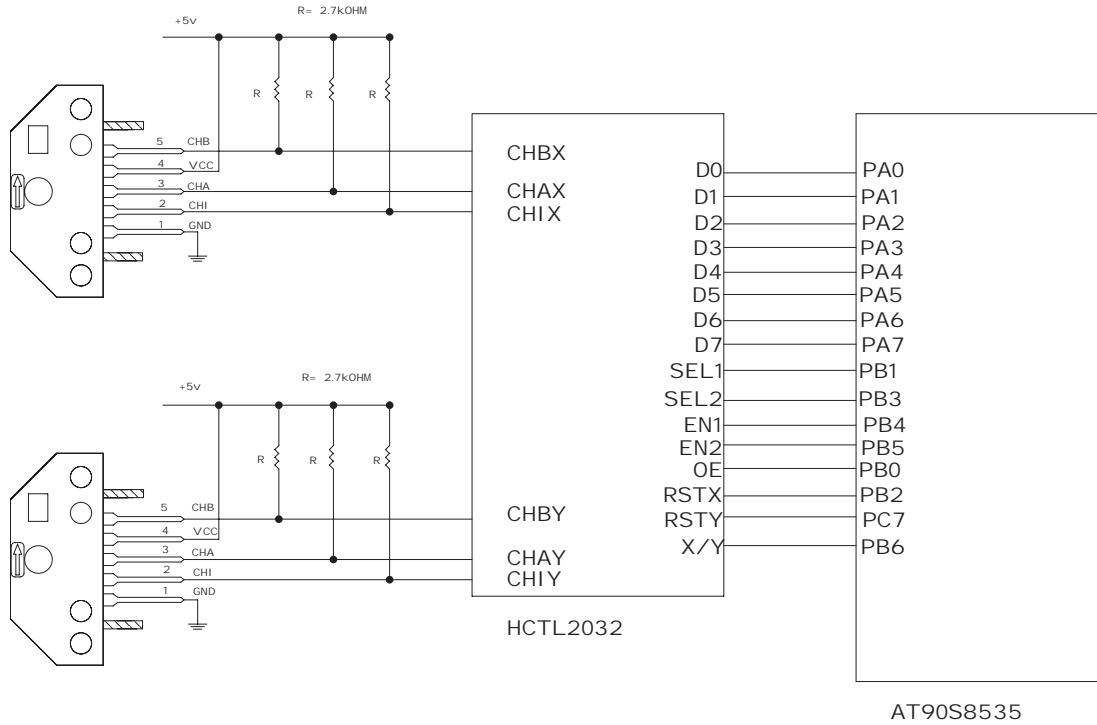 R= 2.7kOHM
+5v
R R R
5 CHB
4 VCC
3 CHA
2 CHI
1 GND
R= 2.7kOHM
+5v
R R R
5 CHB
4 VCC
3 CHA
2 CHI
1 GND
CHBX
CHAX
CHIX
CHBY
CHAY
CHIY
D0
D1
D2
D3
D4
D5
D6
D7
SEL1
SEL2
EN1
EN2
OE
RSTX
RSTY
X/Y
HCTL2032
PA0
PA1
PA2
PA3
PA4
PA5
PA6
PA7
PB1
PB3
PB4
PB5
PB0
PB2
PC7
PB6
AT90S8535